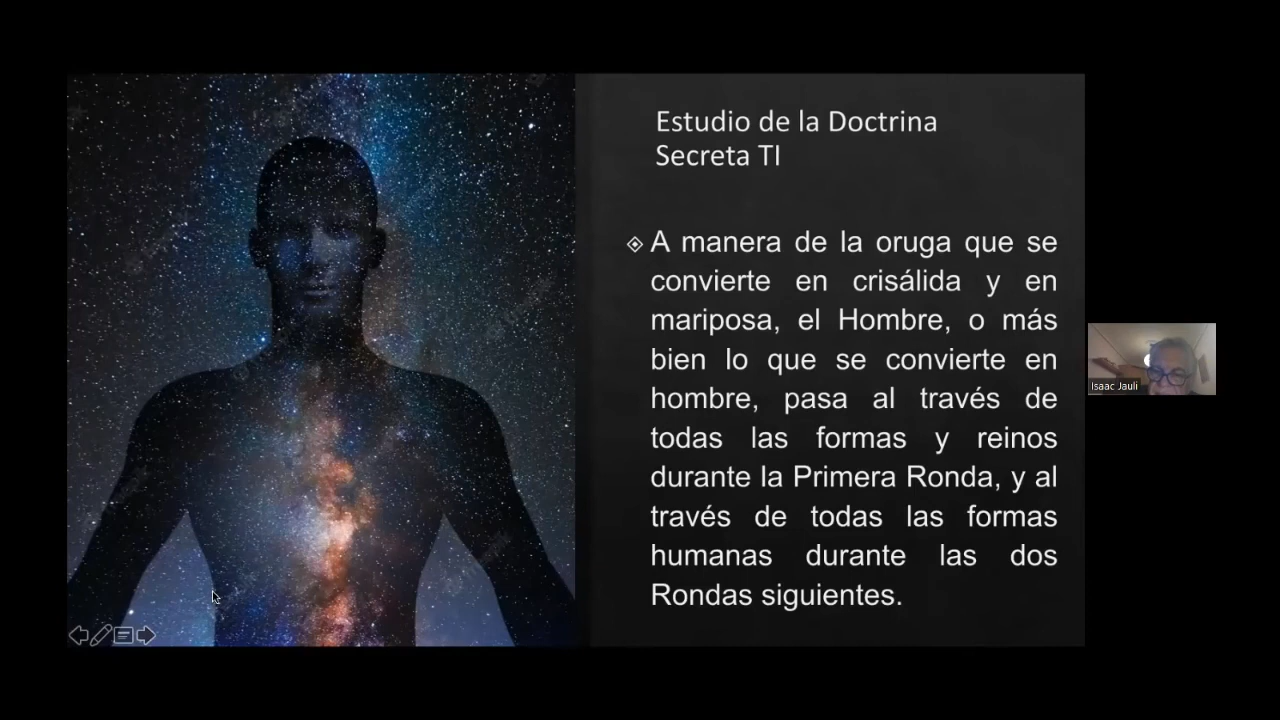 Estudio de la Doctrina
Secreta TI
A manera de la oruga que se
convierte en crisálida y en
mariposa, el Hombre, o más
bien lo que se convierte en
hombre, pasa al través de
todas las formas y reinos
durante la Primera Ronda, y al
través de todas las formas
humanas durante las dos
Rondas siguientes.
Isaac Jauli